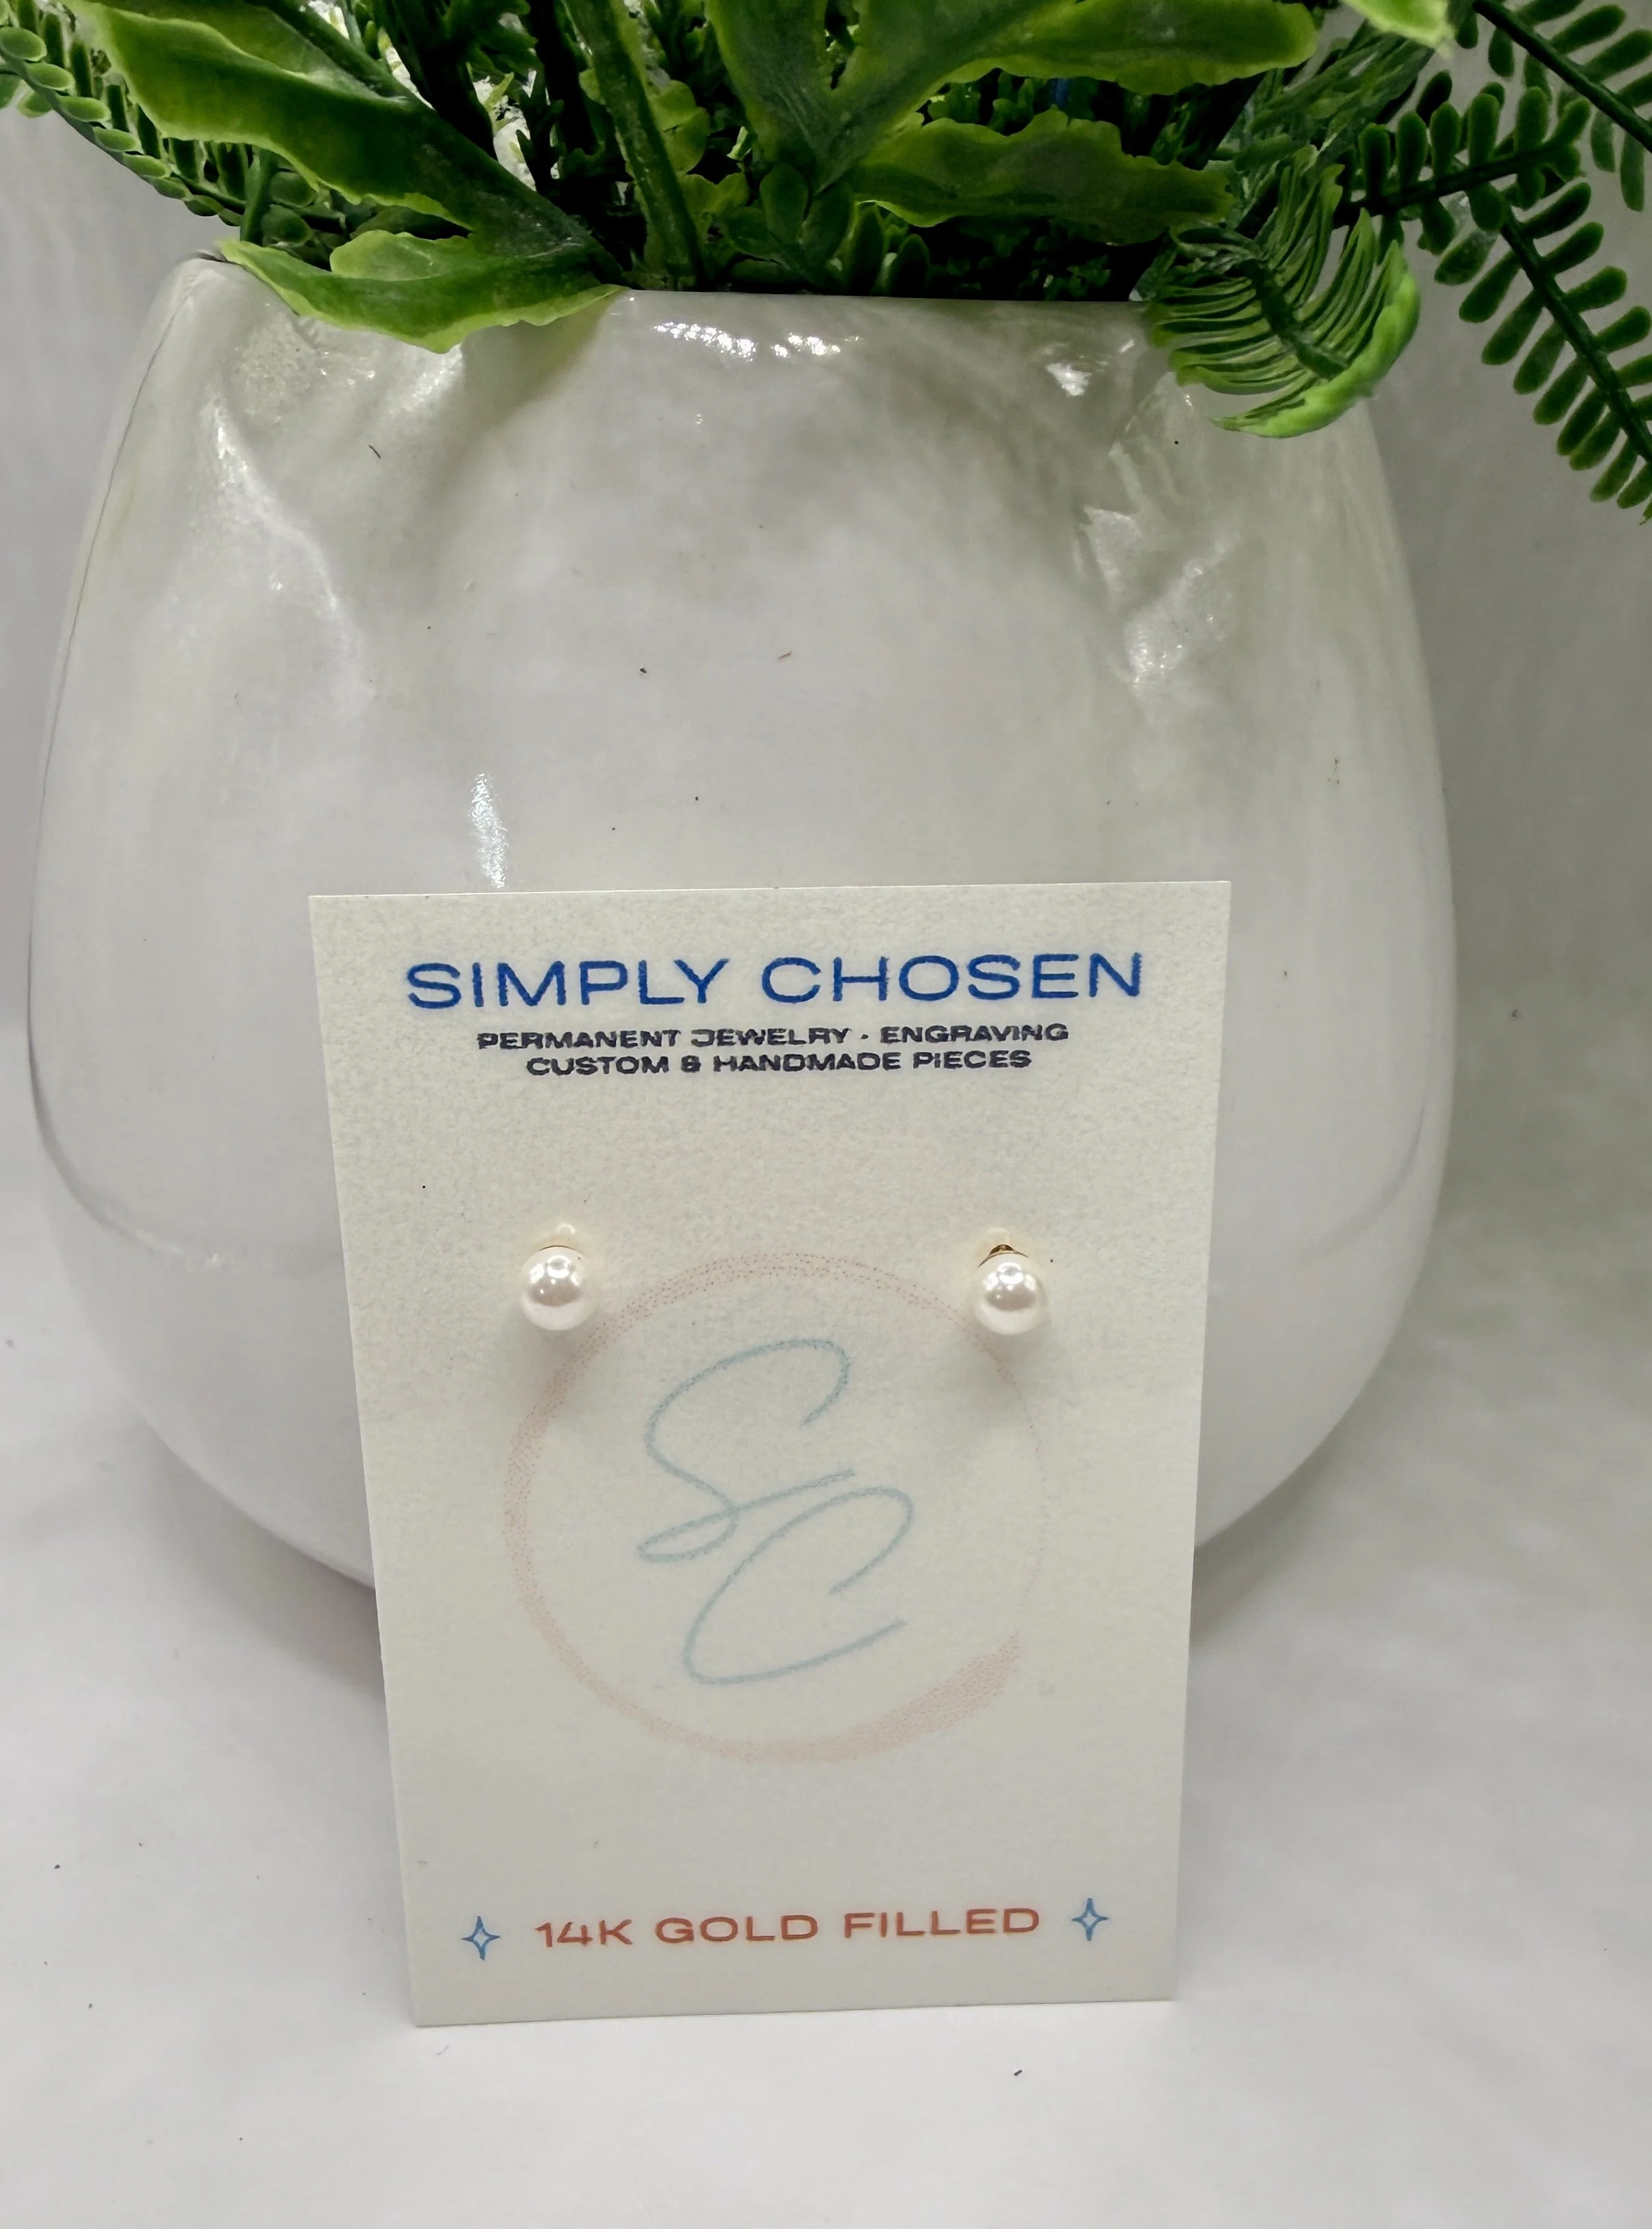 SIMPLY CHOSEN
PERMANENT JEWELRY · ENGRAVING
CUSTOM & HANDMADE PIECES
SC
14K GOLD FILLED